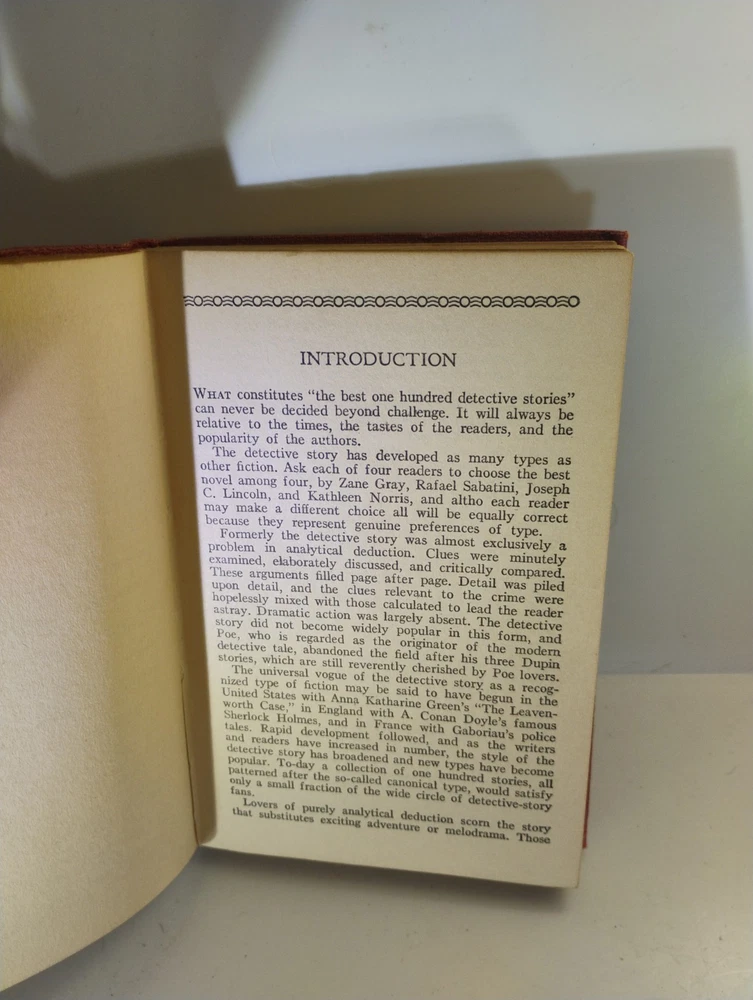 INTRODUCTION
WHAT constitutes "the best one hundred detective stories"
can never be decided beyond challenge. It will always be
relative to the times, the tastes of the readers, and the
popularity of the authors.
The detective story has developed as many types as
other fiction. Ask each of four readers to choose the best
novel among four, by Zane Gray, Rafael Sabatini, Joseph
C. Lincoln, and Kathleen Norris, and altho each reader
may make a different choice all will be equally correct
because they represent genuine preferences of type.
Formerly the detective story was almost exclusively a
problem in analytical deduction. Clues were minutely
examined, elaborately discussed, and critically compared.
These arguments filled page after page. Detail was piled
upon detail, and the clues relevant to the crime were
hopelessly mixed with those calculated to lead the reader
astray. Dramatic action was largely absent. The detective
story did not become widely popular in this form, and
Poe, who is regarded as the originator of the modern
detective tale, abandoned the field after his three Dupin
stories, which are still reverently cherished by Poe lovers.
The universal vogue of the detective story as a recog-
nized type of fiction may be said to have begun in the
United States with Anna Katharine Green's "The Leaven-
worth Case," in England with A. Conan Doyle's famous
Sherlock Holmes, and in France with Gaboriau's police
tales. Rapid development followed, and as the writers
and readers have increased in number, the style of the
detective story has broadened and new types have become
popular. To-day a collection of one hundred stories, all
patterned after the so-called canonical type, would satisfy
only a small fraction of the wide circle of detective-story
fans.
Lovers of purely analytical deduction scorn the story
that substitutes exciting adventure or melodrama. Those